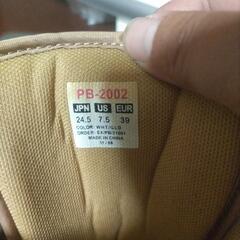 PB-2002
JPN US EUR
24.5 7.5 39
COLOR: WHT/GLD
MADE IN CHINA